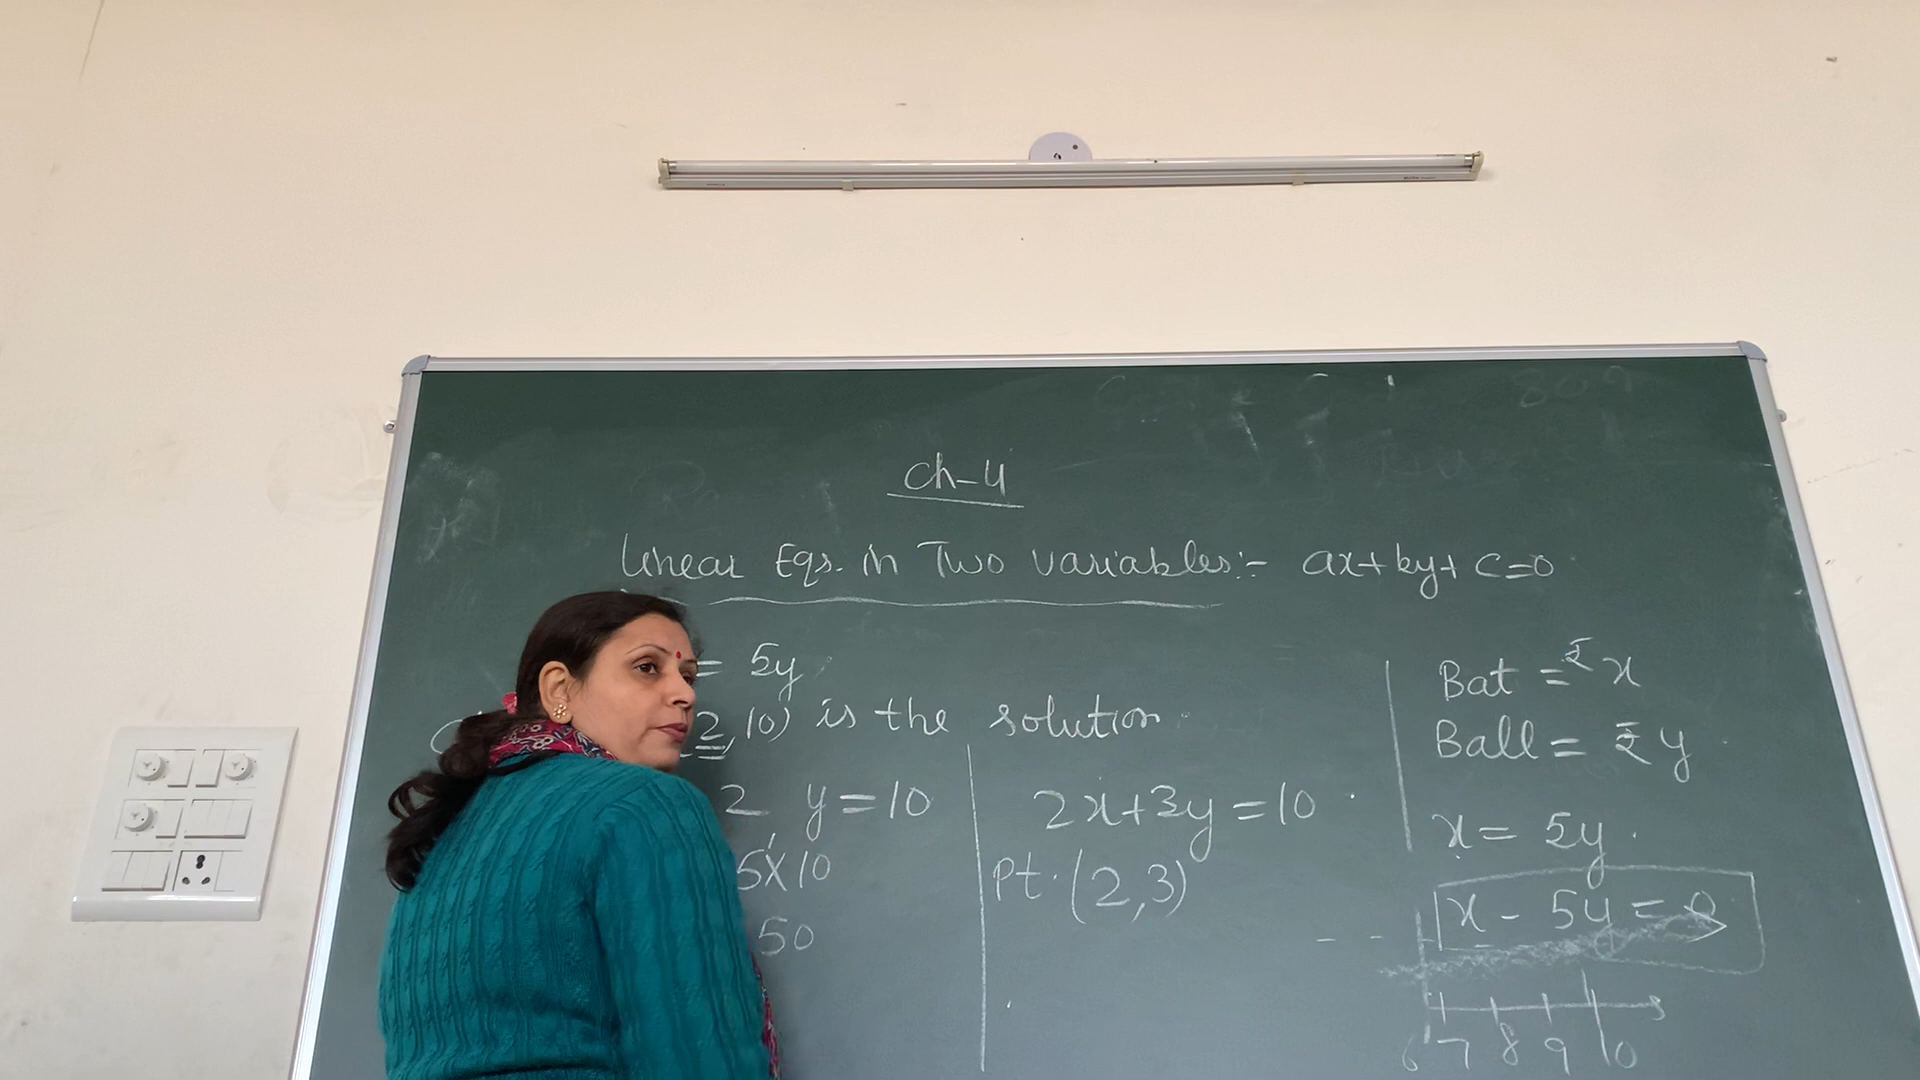 Ch-4
Linear Eqs. in Two variables:- ax+by+c=0
= 5y
2,10) is the solution.
2 y=10
5x10
50
2x+3y=10
Pt. (2,3)
Bat = ₹ x
Ball = ₹ y
x = 5y.
x - 5y = 0
6 7 8 9 10